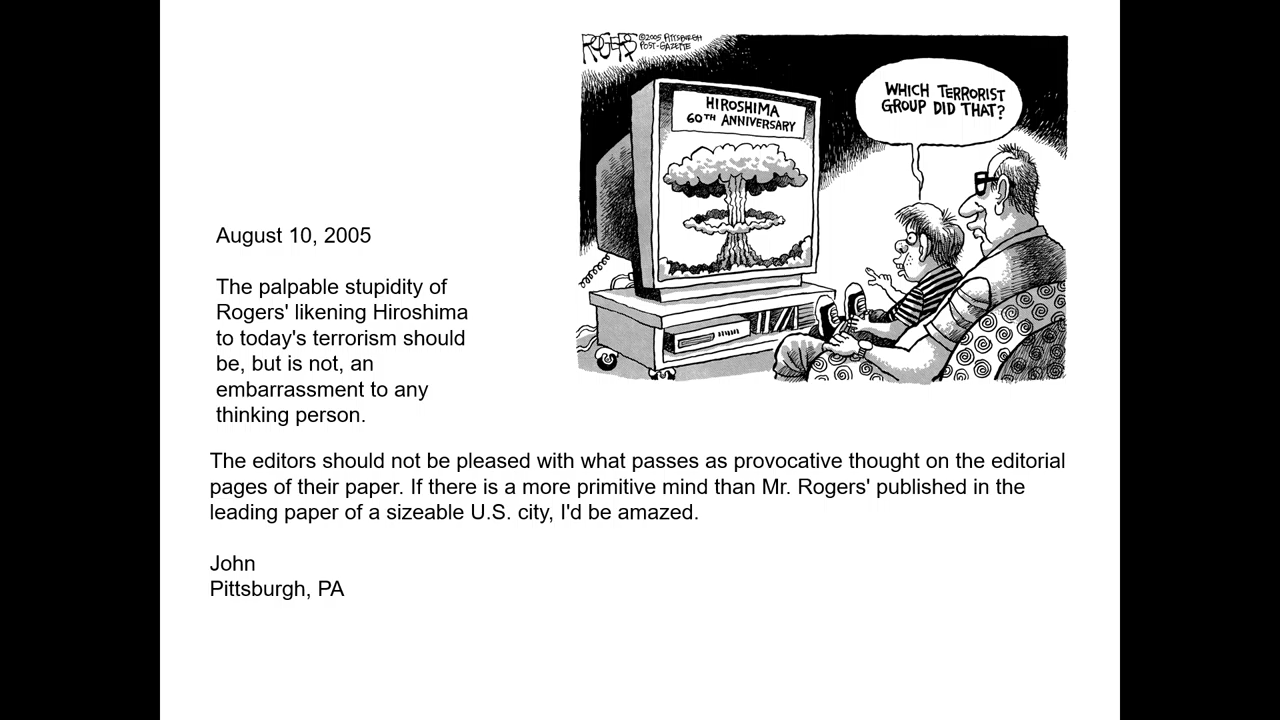 ROGERS ©2005 PITTSBURGH
POST-GAZETTE
HIROSHIMA
60TH ANNIVERSARY
WHICH TERRORIST
GROUP DID THAT?
August 10, 2005
The palpable stupidity of
Rogers' likening Hiroshima
to today's terrorism should
be, but is not, an
embarrassment to any
thinking person.
The editors should not be pleased with what passes as provocative thought on the editorial
pages of their paper. If there is a more primitive mind than Mr. Rogers' published in the
leading paper of a sizeable U.S. city, I'd be amazed.
John
Pittsburgh, PA